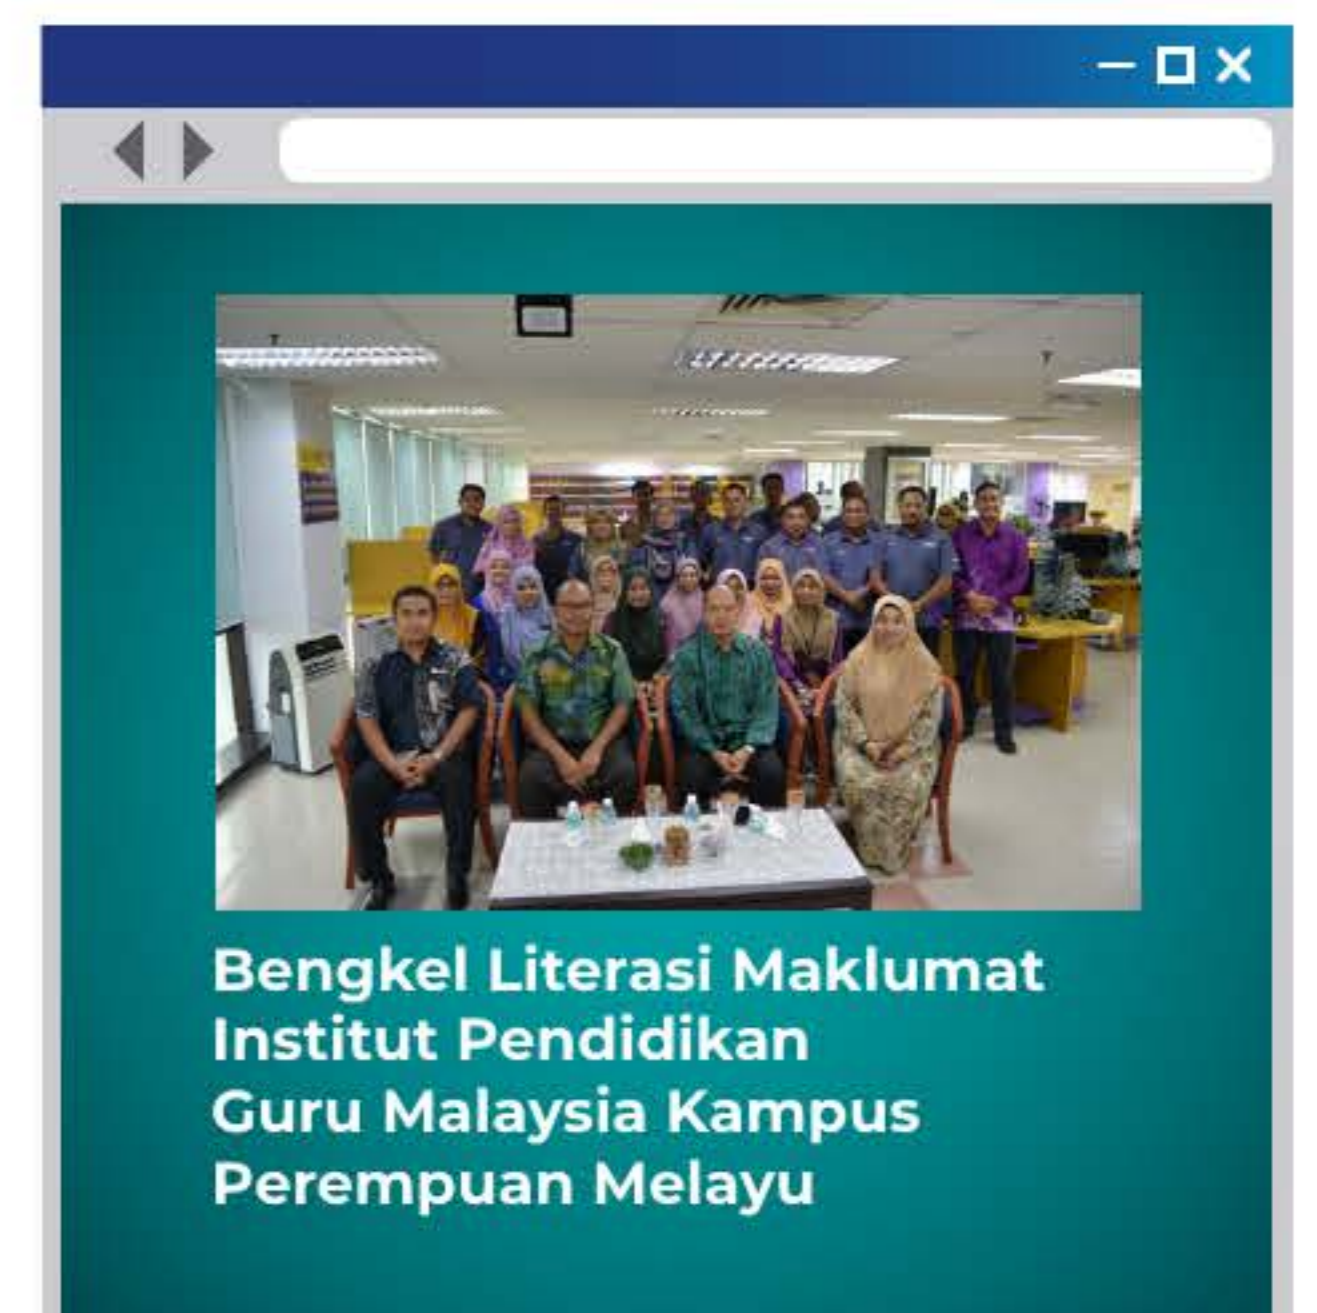 Bengkel Literasi Maklumat
Institut Pendidikan
Guru Malaysia Kampus
Perempuan Melayu